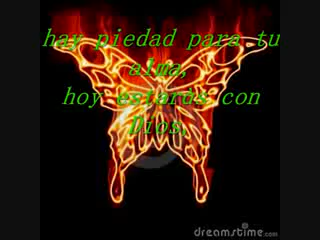 hay piedad para tu
alma,
hoy estarás con
Dios,
dreamstime.com